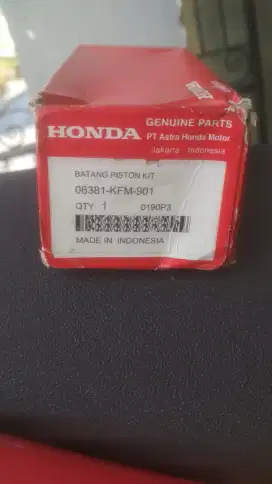 HONDA
GENUINE PARTS
PT Astra Honda Motor
Jakarta Indonesia
BATANG PISTON KIT
06381-KFM-901
QTY 1 0190P3
MADE IN INDONESIA